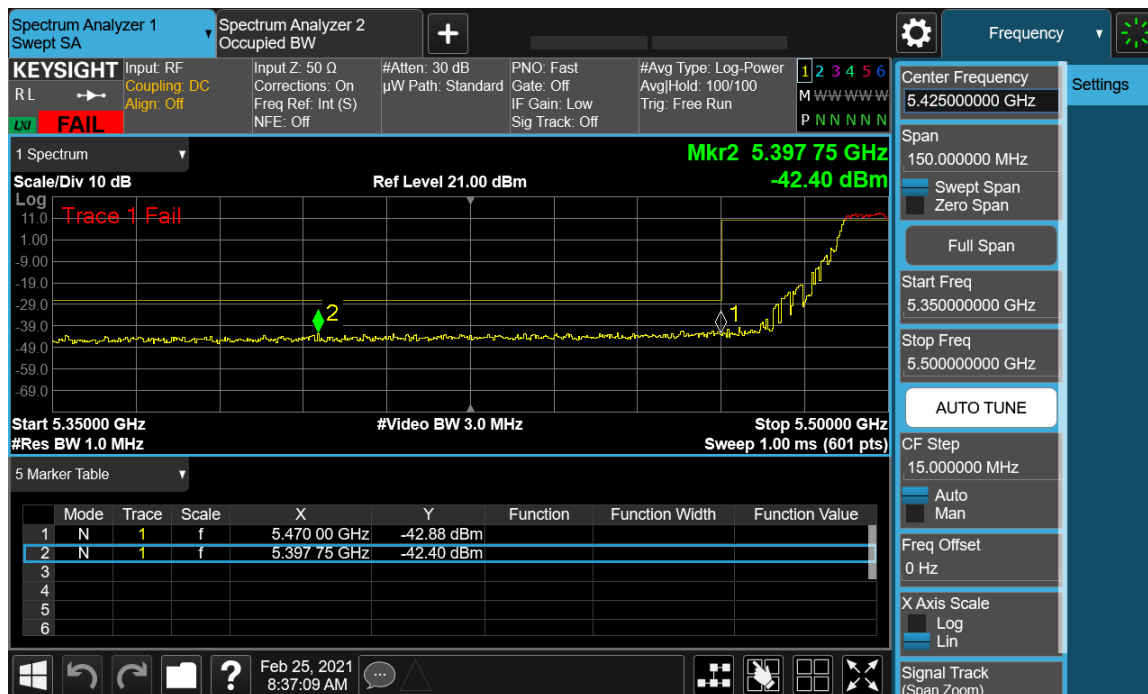 Spectrum Analyzer 1
Swept SA
Spectrum Analyzer 2
Occupied BW
+
Frequency
KEYSIGHT
R L
LXI
FAIL
Input: RF
Coupling: DC
Align: Off
Input Z: 50 Ω
Corrections: On
Freq Ref: Int (S)
NFE: Off
#Atten: 30 dB
µW Path: Standard
PNO: Fast
Gate: Off
IF Gain: Low
Sig Track: Off
#Avg Type: Log-Power
Avg|Hold: 100/100
Trig: Free Run
1 2 3 4 5 6
M W W W W W
P N N N N N
1 Spectrum
Mkr2 5.397 75 GHz
-42.40 dBm
Scale/Div 10 dB
Ref Level 21.00 dBm
Log
Trace 1 Fail
11.0
1.00
-9.00
-19.0
-29.0
-39.0
-49.0
-59.0
-69.0
2
1
Start 5.35000 GHz
#Video BW 3.0 MHz
Stop 5.50000 GHz
#Res BW 1.0 MHz
Sweep 1.00 ms (601 pts)
5 Marker Table
Mode Trace Scale X Y Function Function Width Function Value
1 N 1 f 5.470 00 GHz -42.88 dBm
2 N 1 f 5.397 75 GHz -42.40 dBm
3
4
5
6
Feb 25, 2021
8:37:09 AM
?
Center Frequency
5.425000000 GHz
Settings
Span
150.000000 MHz
Swept Span
Zero Span
Full Span
Start Freq
5.350000000 GHz
Stop Freq
5.500000000 GHz
AUTO TUNE
CF Step
15.000000 MHz
Auto
Man
Freq Offset
0 Hz
X Axis Scale
Log
Lin
Signal Track
(Span Zoom)